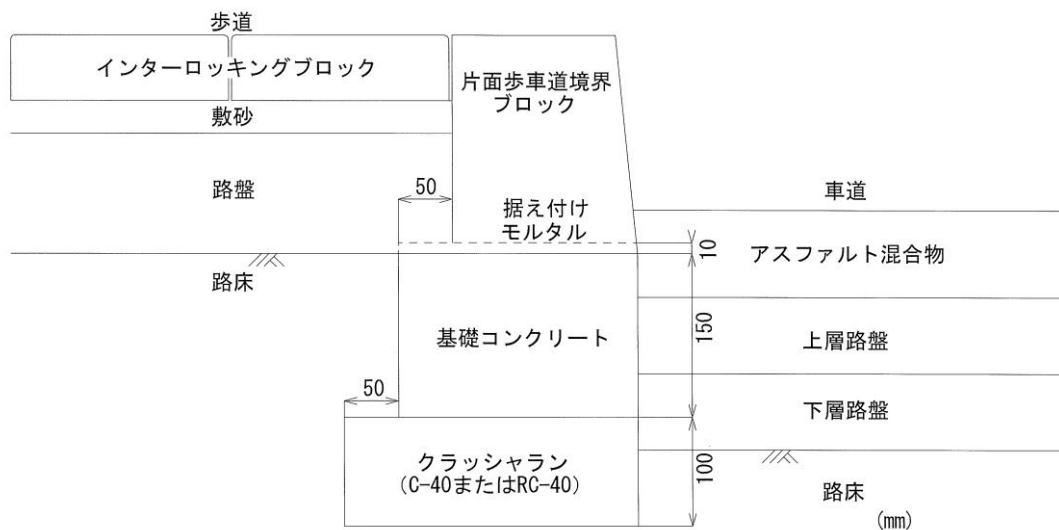 歩道
インターロッキングブロック
敷砂
路盤
路床
片面歩車道境界
ブロック
50
据え付け
モルタル
車道
10
アスファルト混合物
150
基礎コンクリート
上層路盤
50
下層路盤
クラッシャラン
(C-40またはRC-40)
100
路床
(mm)